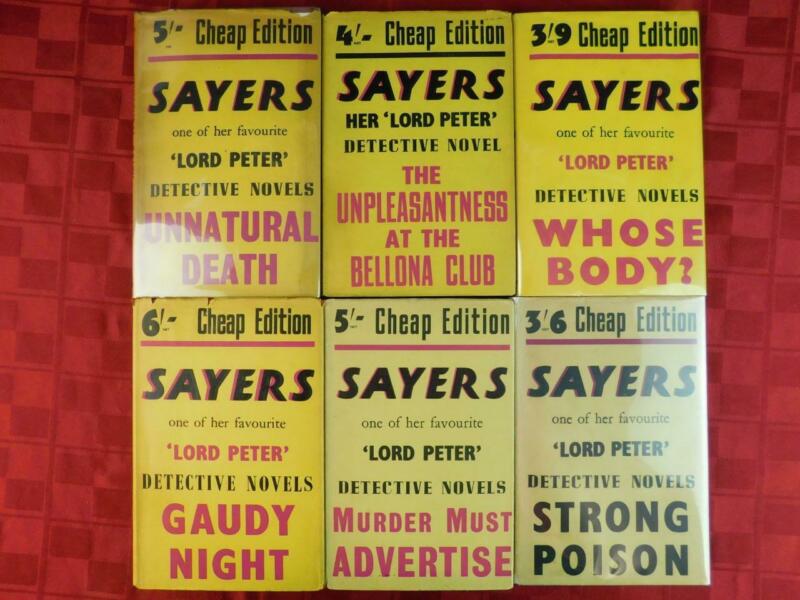 5/- Cheap Edition
SAYERS
one of her favourite
'LORD PETER'
DETECTIVE NOVELS
UNNATURAL
DEATH
4/- Cheap Edition
SAYERS
HER 'LORD PETER'
DETECTIVE NOVEL
THE
UNPLEASANTNESS
AT THE
BELLONA CLUB
3/9 Cheap Edition
SAYERS
one of her favourite
'LORD PETER'
DETECTIVE NOVELS
WHOSE
BODY?
6/- Cheap Edition
SAYERS
one of her favourite
'LORD PETER'
DETECTIVE NOVELS
GAUDY
NIGHT
5/- Cheap Edition
SAYERS
one of her favourite
'LORD PETER'
DETECTIVE NOVELS
MURDER MUST
ADVERTISE
3/6 Cheap Edition
SAYERS
one of her favourite
'LORD PETER'
DETECTIVE NOVELS
STRONG
POISON